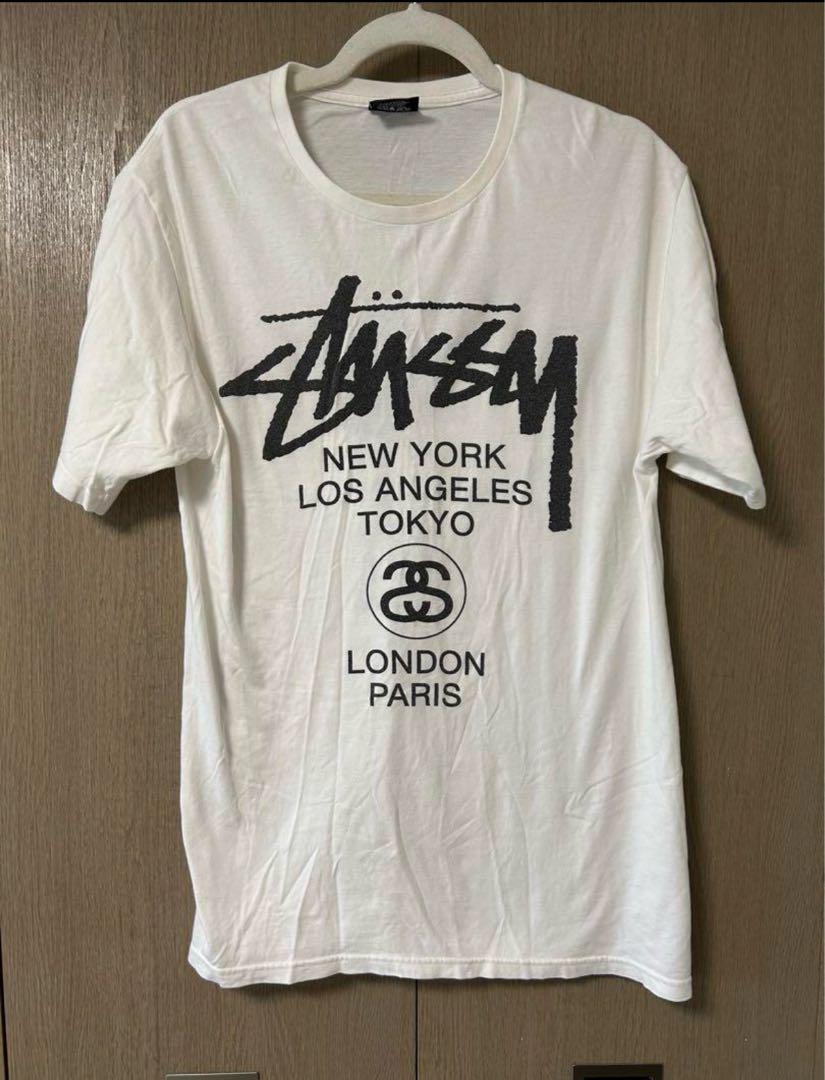 Stüssy
NEW YORK
LOS ANGELES
TOKYO
LONDON
PARIS